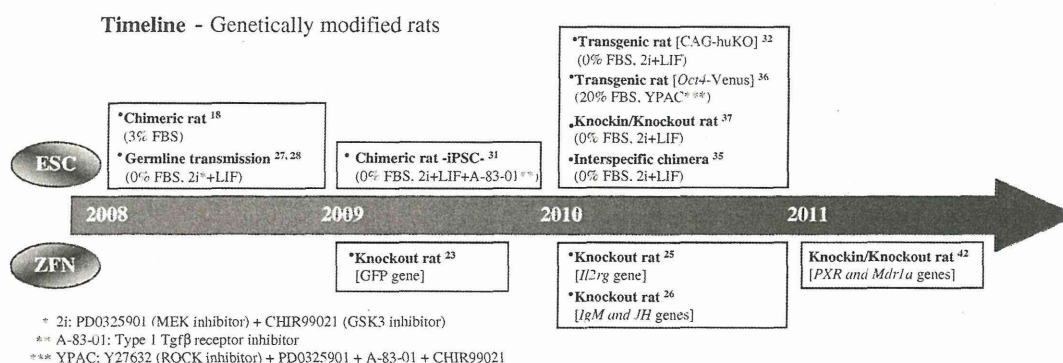 Timeline - Genetically modified rats
•Transgenic rat [CAG-huKO] 32
(0% FBS, 2i+LIF)
•Transgenic rat [Oct4-Venus] 36
(20% FBS. YPAC***)
•Knockin/Knockout rat 37
(0% FBS, 2i+LIF)
•Interspecific chimera 35
(0% FBS, 2i+LIF)
•Chimeric rat 18
(3% FBS)
•Germline transmission 27, 28
(0% FBS. 2i*+LIF)
•Chimeric rat -iPSC- 31
(0% FBS, 2i+LIF+A-83-01**)
ESC
2008 2009 2010 2011
ZFN
•Knockout rat 23
[GFP gene]
•Knockout rat 25
[Il2rg gene]
•Knockout rat 26
[IgM and JH genes]
Knockin/Knockout rat 42
[PXR and Mdr1a genes]
* 2i: PD0325901 (MEK inhibitor) + CHIR99021 (GSK3 inhibitor)
** A-83-01: Type 1 Tgfβ receptor inhibitor
*** YPAC: Y27632 (ROCK inhibitor) + PD0325901 + A-83-01 + CHIR99021